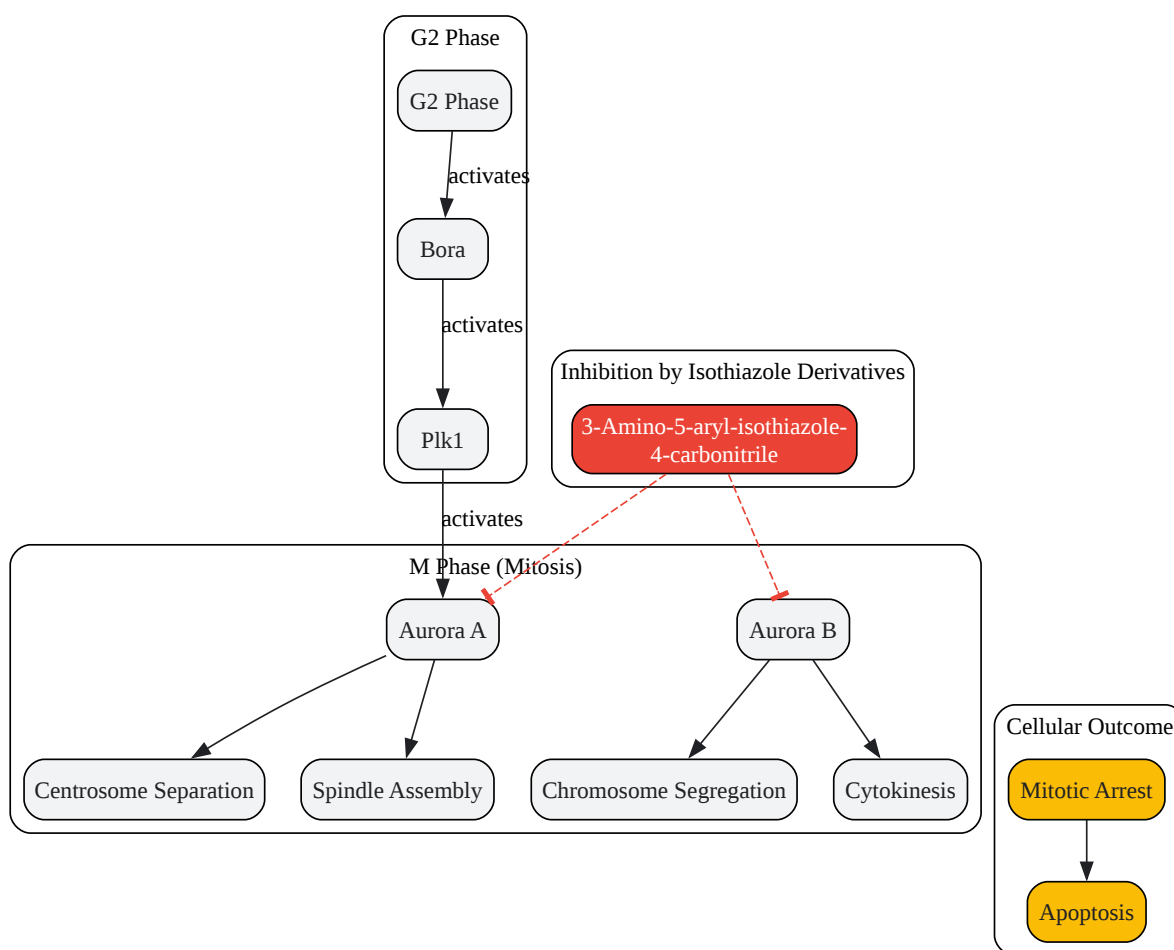 G2 Phase
G2 Phase
activates
Bora
activates
Inhibition by Isothiazole Derivatives
3-Amino-5-aryl-isothiazole-
4-carbonitrile
Plk1
activates
M Phase (Mitosis)
Aurora A
Aurora B
Cellular Outcome
Centrosome Separation
Spindle Assembly
Chromosome Segregation
Cytokinesis
Mitotic Arrest
Apoptosis